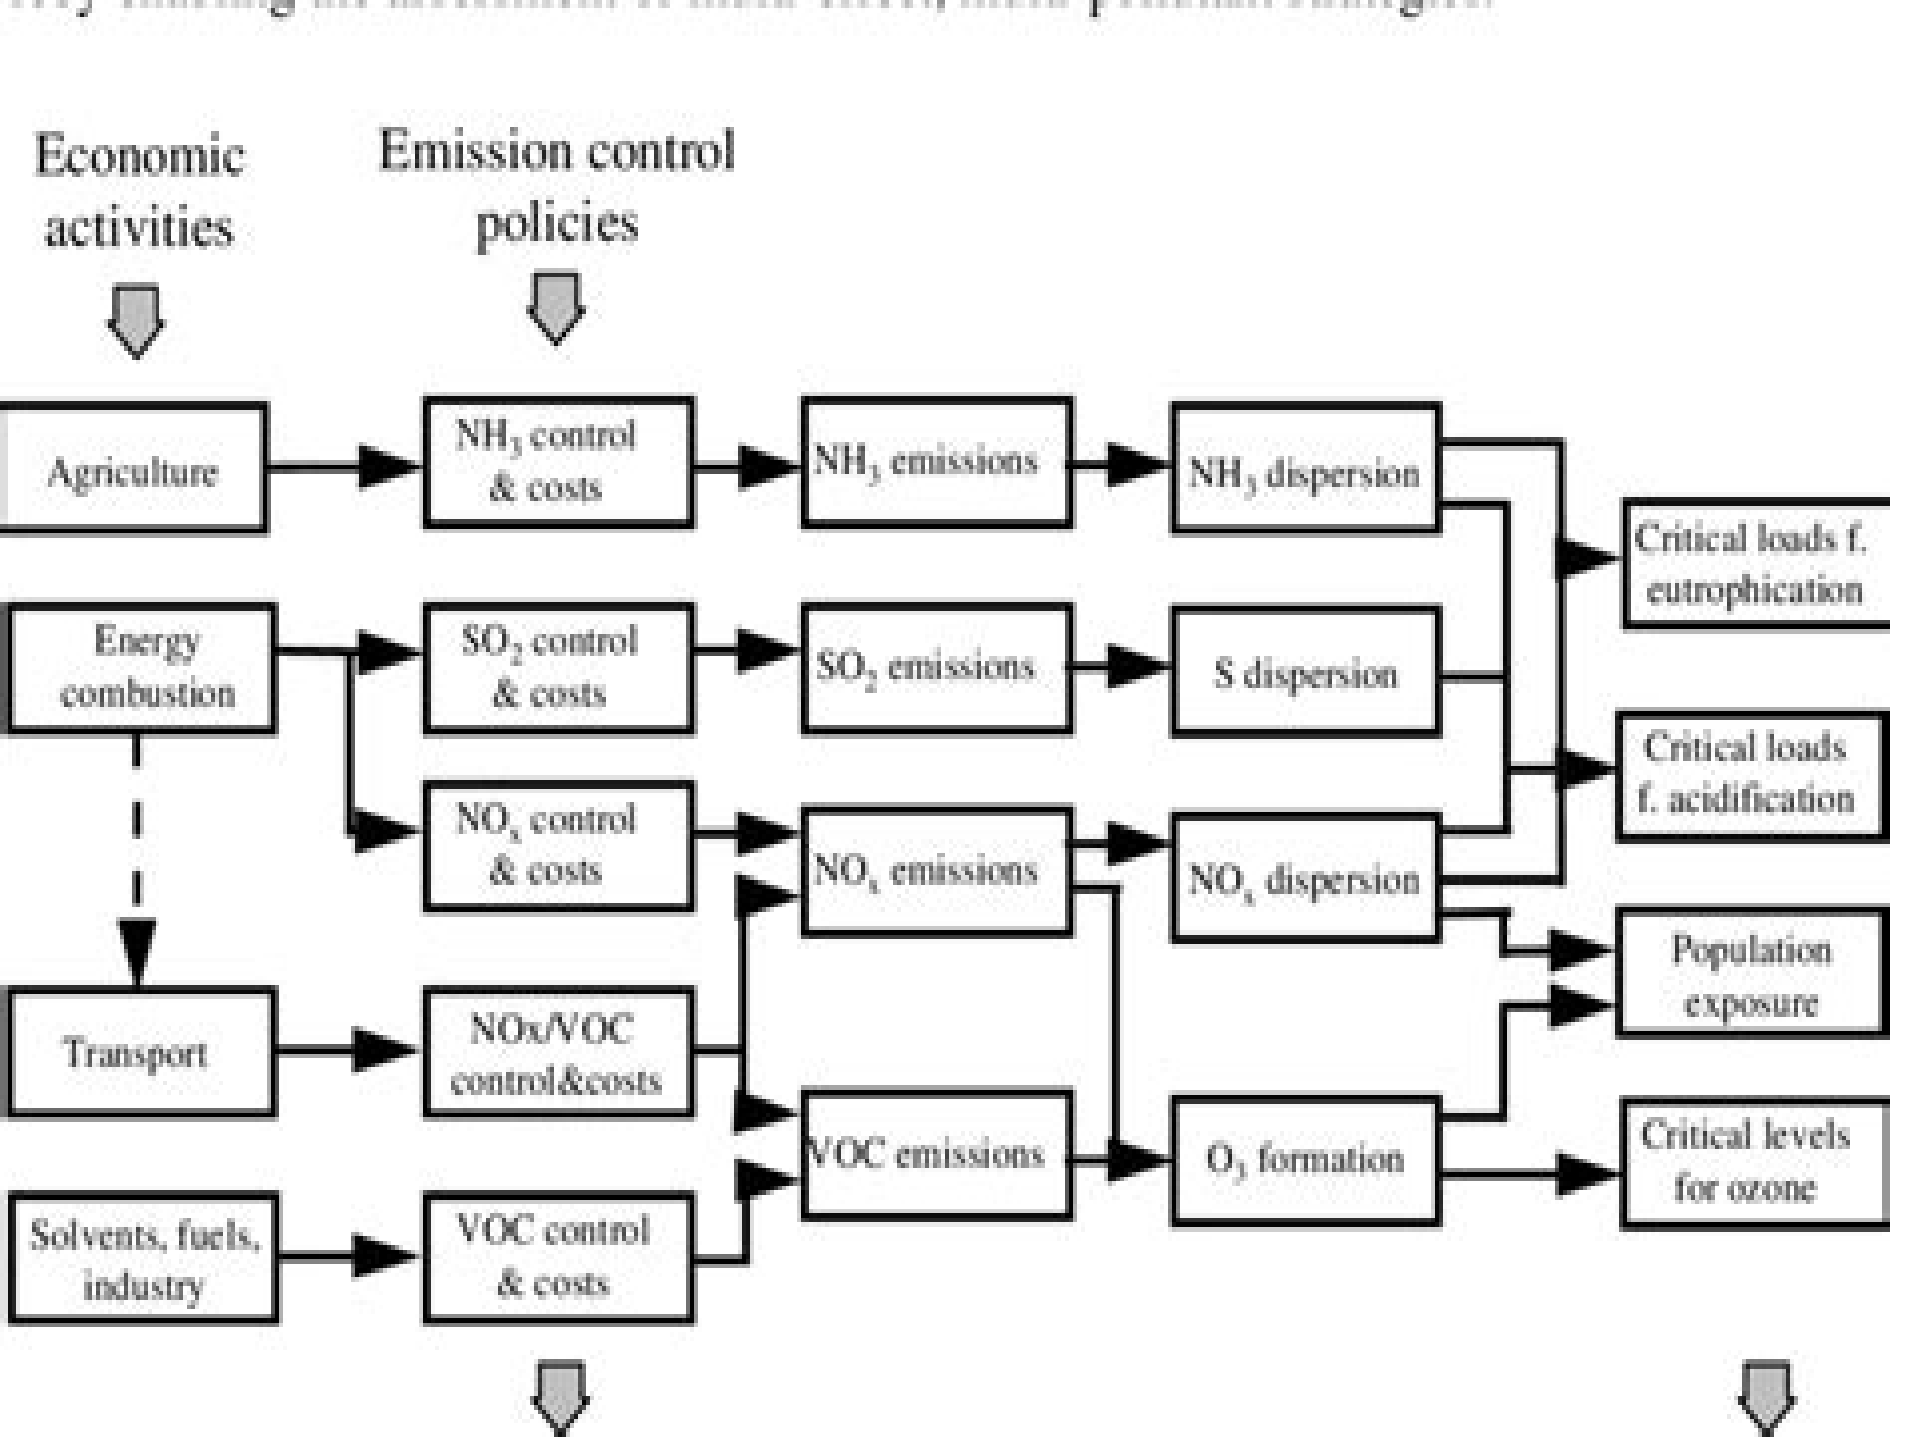 Economic
activities
Emission control
policies
Agriculture
NH₃ control
& costs
NH₃ emissions
NH₃ dispersion
Critical loads f.
eutrophication
Energy
combustion
SO₂ control
& costs
SO₂ emissions
S dispersion
Critical loads
f. acidification
NOₓ control
& costs
NOₓ emissions
NOₓ dispersion
Population
exposure
Transport
NOx/VOC
control&costs
VOC emissions
O₃ formation
Critical levels
for ozone
Solvents, fuels,
industry
VOC control
& costs